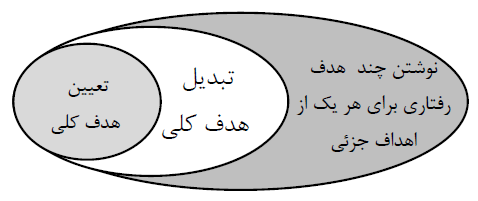 نوشتن چند هدف
رفتاری برای هر یک از
اهداف جزئی
تبدیل
هدف کلی
تعیین
هدف کلی